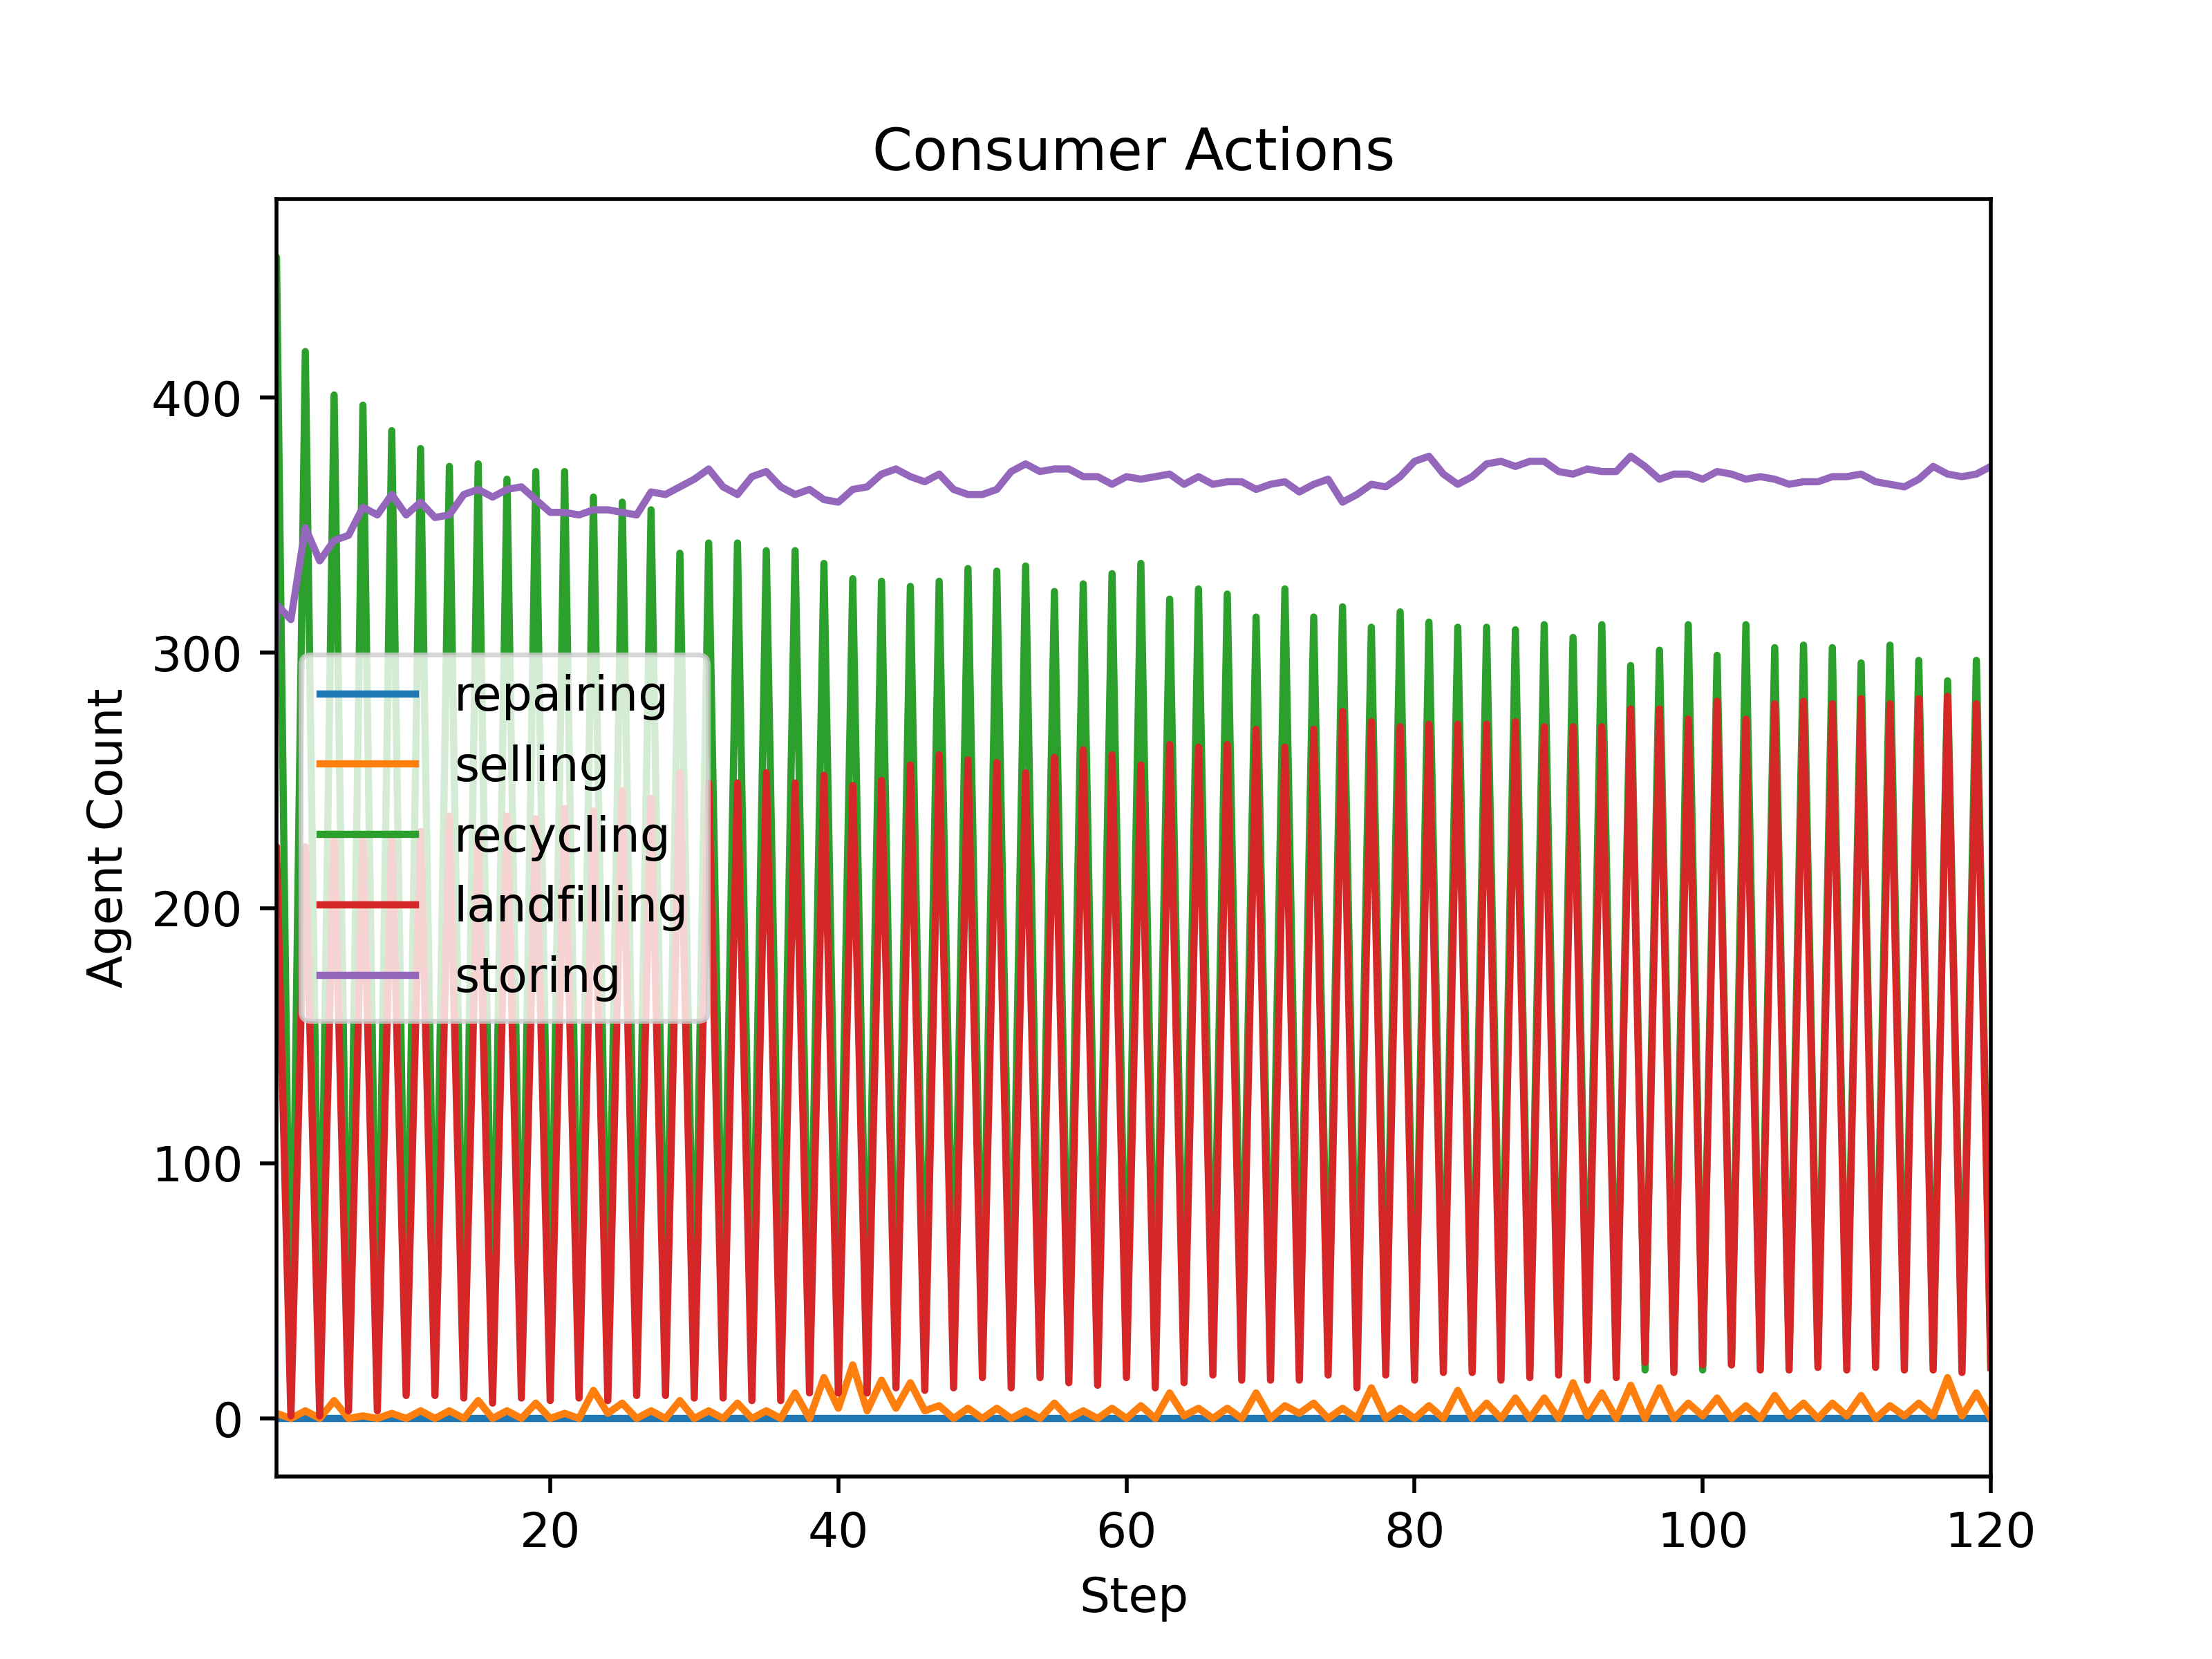 Consumer Actions
400
300
200
100
0
Agent Count
repairing
selling
recycling
landfilling
storing
20
40
60
80
100
120
Step